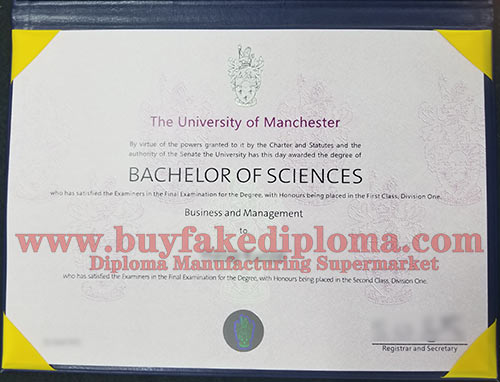 The University of Manchester
By virtue of the powers granted to it by the Charter and Statutes and the
authority of the Senate the University has this day awarded the degree of
BACHELOR OF SCIENCES
who has satisfied the Examiners in the Final Examination for the Degree, with Honours being placed in the First Class, Division One.
Business and Management
www.buyfakediploma.com
to
Diploma Manufacturing Supermarket
who has satisfied the Examiners in the Final Examination for the Degree, with Honours being placed in the Second Class, Division One.
Registrar and Secretary